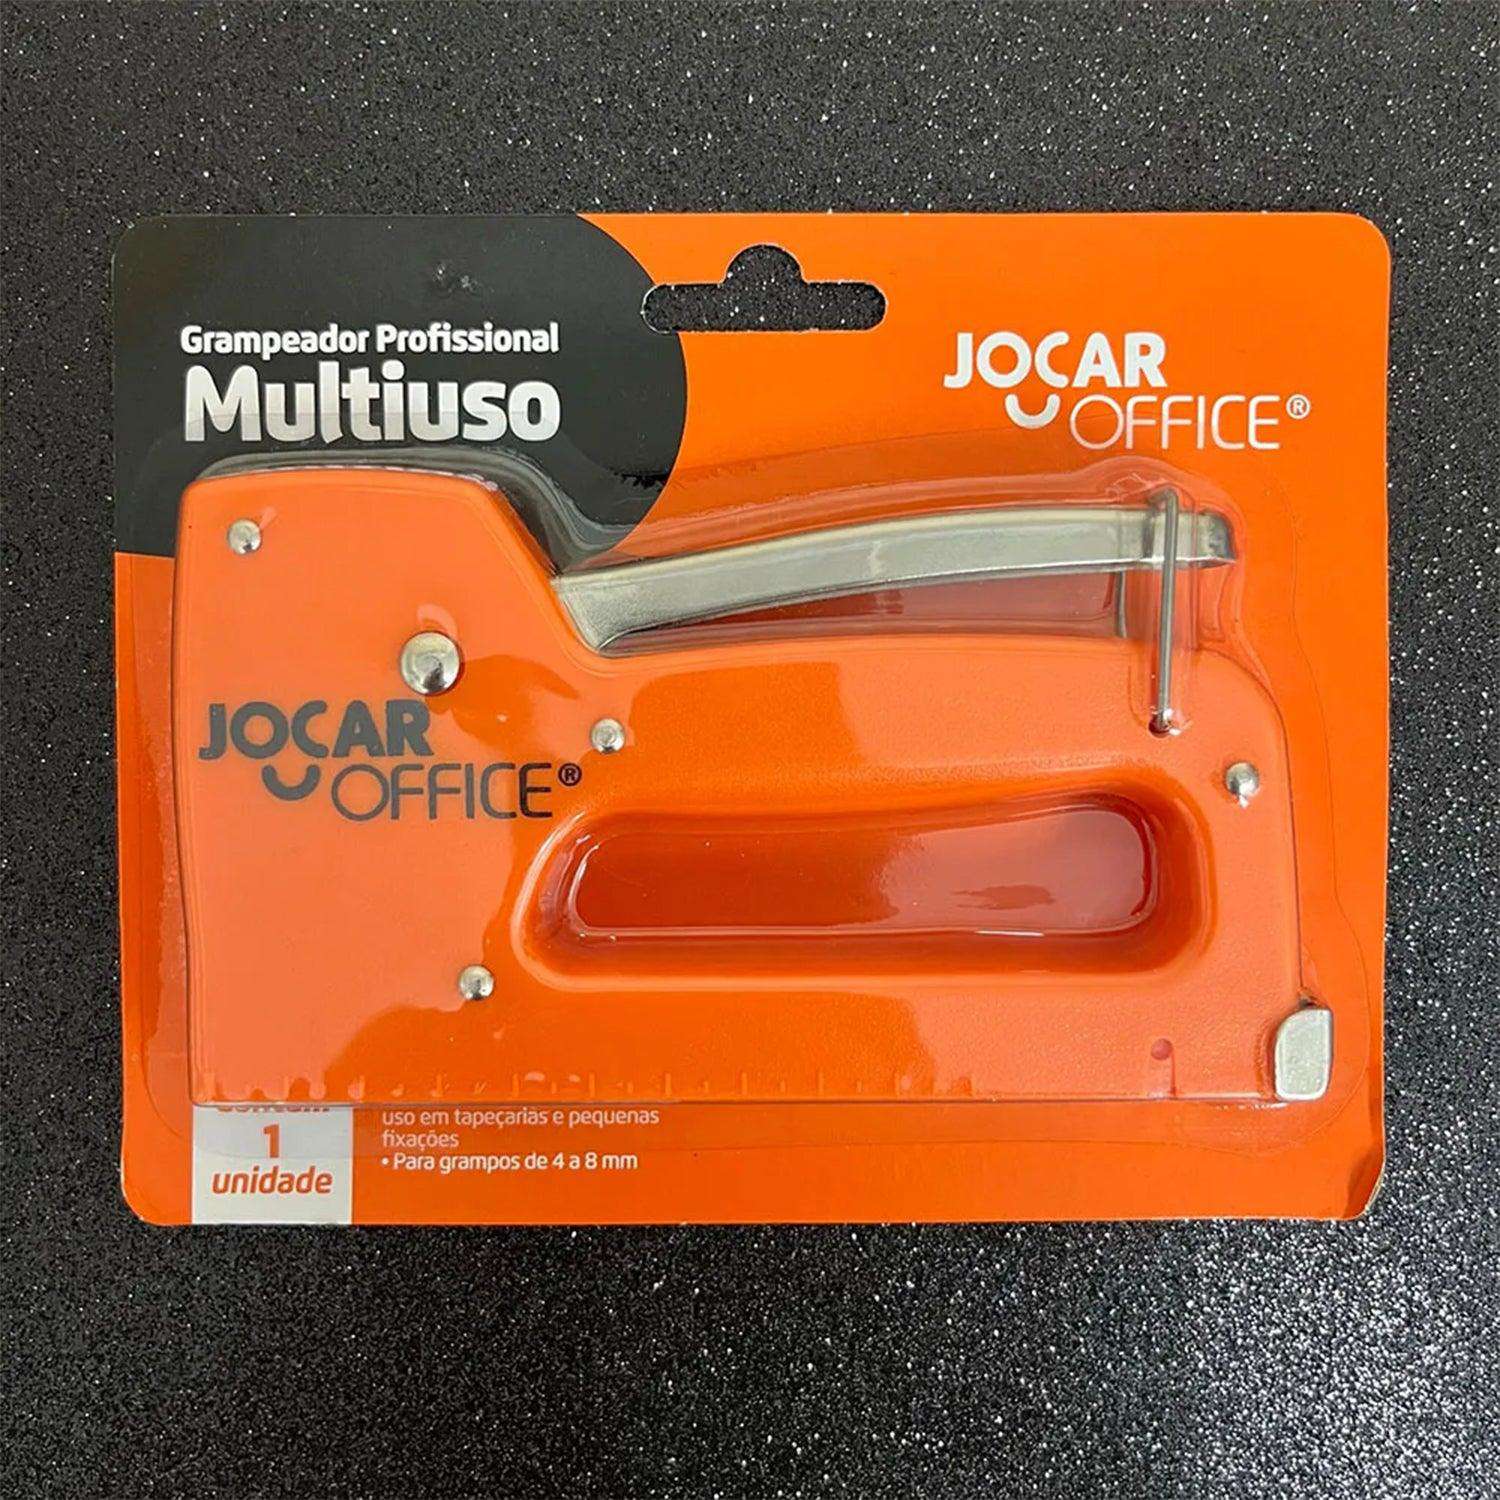 Grampeador Profissional
Multiuso
JOCAR
OFFICE®
JOCAR
OFFICE®
1
unidade
uso em tapeçarias e pequenas
fixações
• Para grampos de 4 a 8 mm